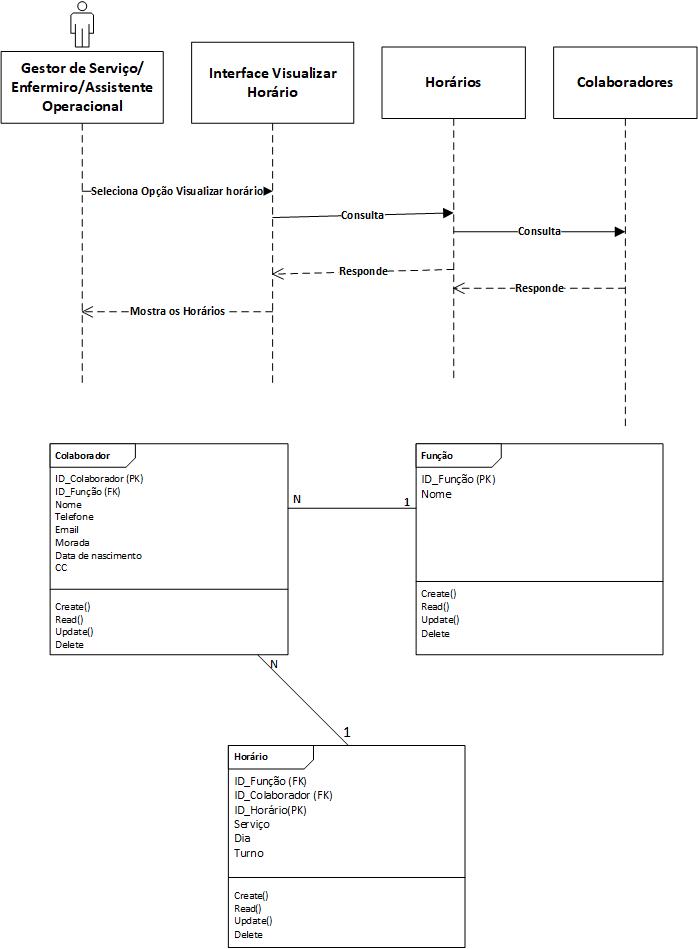 Gestor de Serviço/
Enfermiro/Assistente
Operacional
Interface Visualizar
Horário
Horários
Colaboradores
Seleciona Opção Visualizar horário
Consulta
Consulta
Responde
Responde
Mostra os Horários
Colaborador
ID_Colaborador (PK)
ID_Função (FK)
Nome
Telefone
Email
Morada
Data de nascimento
CC
Create()
Read()
Update()
Delete
N
1
Função
ID_Função (PK)
Nome
Create()
Read()
Update()
Delete
N
1
Horário
ID_Função (FK)
ID_Colaborador (FK)
ID_Horário(PK)
Serviço
Dia
Turno
Create()
Read()
Update()
Delete